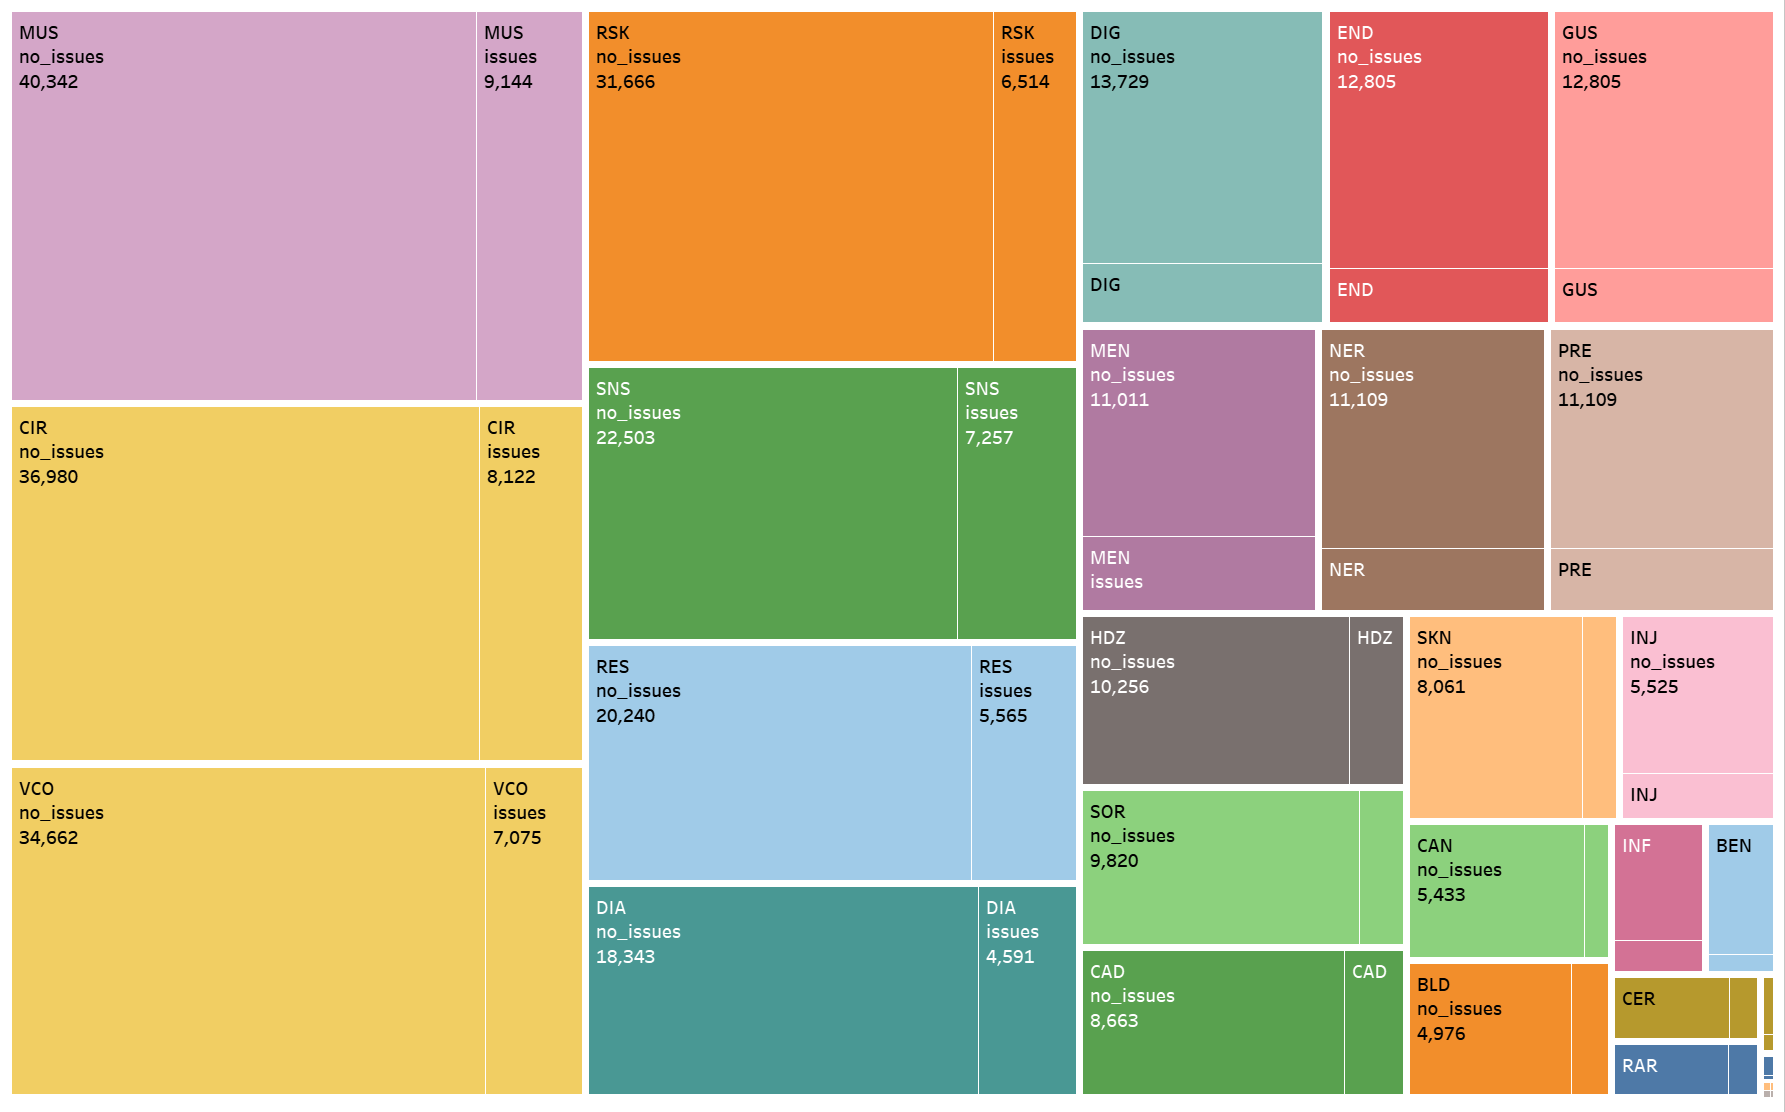 MUS
no_issues
40,342
MUS
issues
9,144
CIR
no_issues
36,980
CIR
issues
8,122
VCO
no_issues
34,662
VCO
issues
7,075
RSK
no_issues
31,666
RSK
issues
6,514
SNS
no_issues
22,503
SNS
issues
7,257
RES
no_issues
20,240
RES
issues
5,565
DIA
no_issues
18,343
DIA
issues
4,591
DIG
no_issues
13,729
DIG
END
no_issues
12,805
END
GUS
no_issues
12,805
GUS
MEN
no_issues
11,011
MEN
issues
NER
no_issues
11,109
NER
PRE
no_issues
11,109
PRE
HDZ
no_issues
10,256
HDZ
SOR
no_issues
9,820
CAD
no_issues
8,663
CAD
SKN
no_issues
8,061
INJ
no_issues
5,525
INJ
CAN
no_issues
5,433
BLD
no_issues
4,976
INF
BEN
CER
RAR